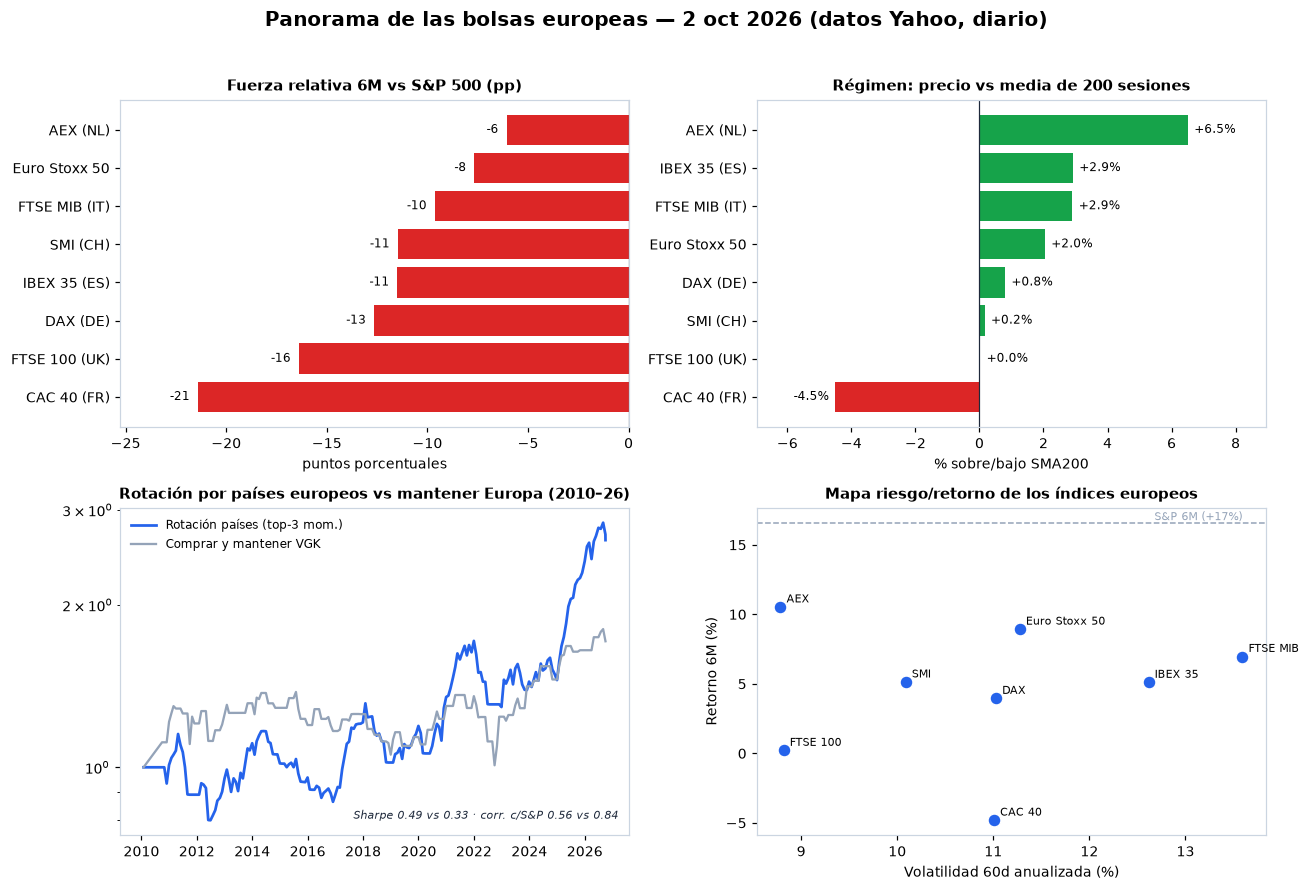 Panorama de las bolsas europeas — 2 oct 2026 (datos Yahoo, diario)
Fuerza relativa 6M vs S&P 500 (pp)
AEX (NL)
-6
Euro Stoxx 50
-8
FTSE MIB (IT)
-10
SMI (CH)
-11
IBEX 35 (ES)
-11
DAX (DE)
-13
FTSE 100 (UK)
-16
CAC 40 (FR)
-21
−25 −20 −15 −10 −5 0
puntos porcentuales
Régimen: precio vs media de 200 sesiones
AEX (NL)
+6.5%
IBEX 35 (ES)
+2.9%
FTSE MIB (IT)
+2.9%
Euro Stoxx 50
+2.0%
DAX (DE)
+0.8%
SMI (CH)
+0.2%
FTSE 100 (UK)
+0.0%
CAC 40 (FR)
-4.5%
−6 −4 −2 0 2 4 6 8
% sobre/bajo SMA200
Rotación por países europeos vs mantener Europa (2010–26)
3 × 10⁰
2 × 10⁰
10⁰
Rotación países (top-3 mom.)
Comprar y mantener VGK
Sharpe 0.49 vs 0.33 · corr. c/S&P 0.56 vs 0.84
2010 2012 2014 2016 2018 2020 2022 2024 2026
Mapa riesgo/retorno de los índices europeos
S&P 6M (+17%)
Retorno 6M (%)
15
10
5
0
−5
AEX
Euro Stoxx 50
FTSE MIB
SMI
IBEX 35
DAX
FTSE 100
CAC 40
9 10 11 12 13
Volatilidad 60d anualizada (%)